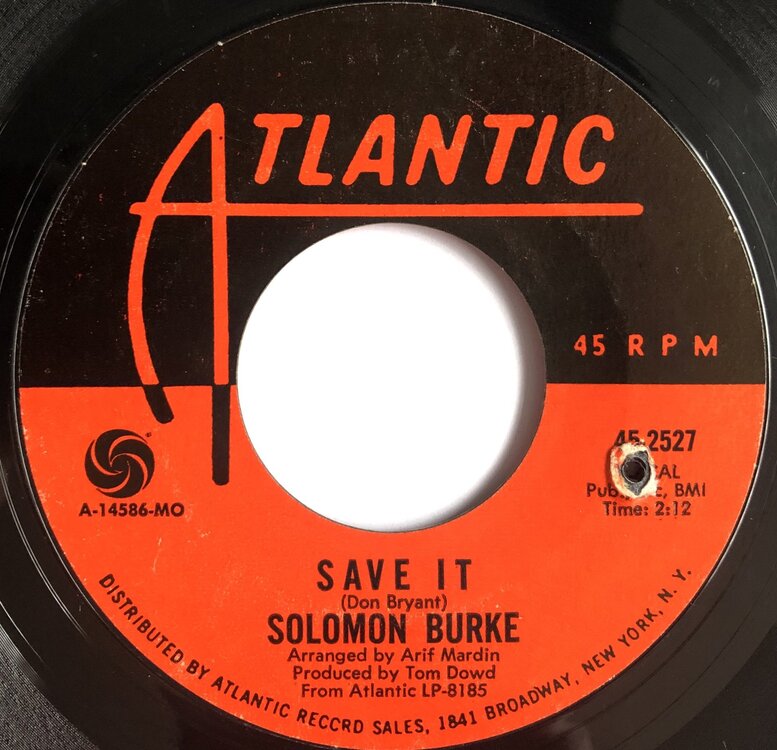 ATLANTIC
45 RPM
45-2527
BMI
Time: 2:12
A-14586-MO
SAVE IT
(Don Bryant)
SOLOMON BURKE
Arranged by Arif Mardin
Produced by Tom Dowd
From Atlantic LP-8185
DISTRIBUTED BY ATLANTIC RECCRD SALES, 1841 BROADWAY, NEW YORK, N. Y.